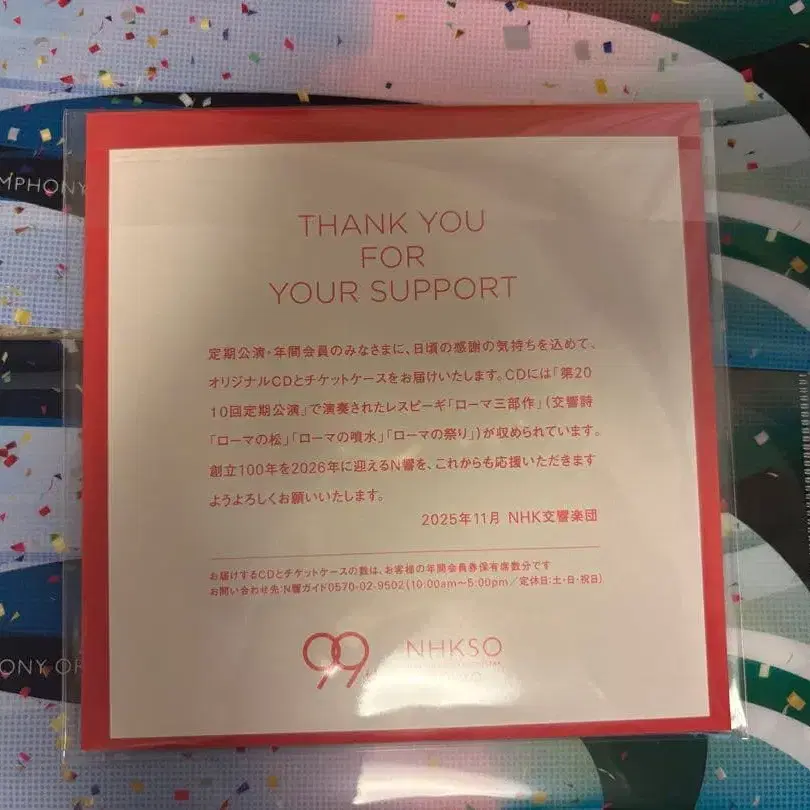 MPHONY
THANK YOU
FOR
YOUR SUPPORT
定期公演・年間会員のみなさまに、日頃の感謝の気持ちを込めて、
オリジナルCDとチケットケースをお届けいたします。CDには「第20
10回定期公演」で演奏されたレスピーギ「ローマ三部作」(交響詩
「ローマの松」「ローマの噴水」「ローマの祭り」)が収められています。
創立100年を2026年に迎えるN響を、これからも応援いただきます
ようよろしくお願いいたします。
2025年11月 NHK交響楽団
お届けするCDとチケットケースの数は、お客様の年間会員券保有席数分です
お問い合わせ先:N響ガイド0570-02-9502(10:00am〜5:00pm/定休日:土・日・祝日)
99 NHKSO
ONY OR